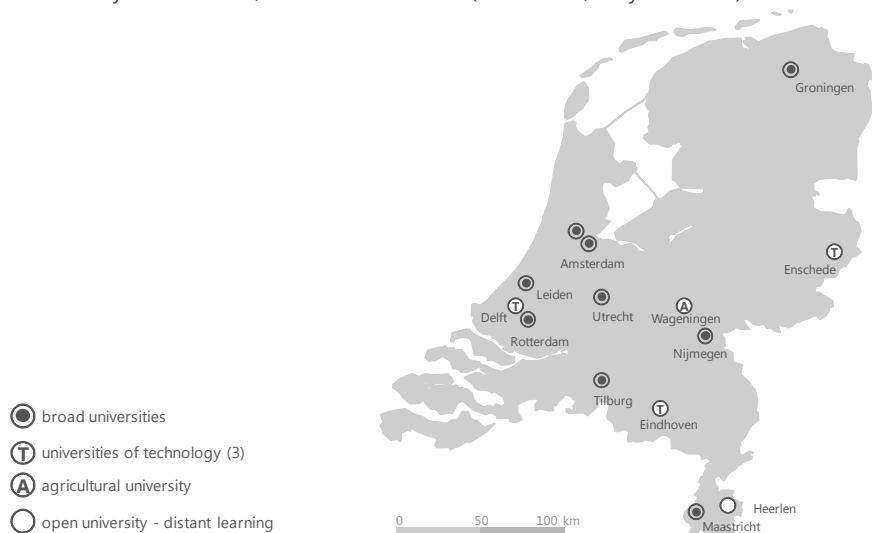 Groningen
Amsterdam
Enschede
T
Leiden
T
Delft
Utrecht
A
Wageningen
Rotterdam
Nijmegen
Tilburg
T
Eindhoven
broad universities
T universities of technology (3)
A agricultural university
open university - distant learning
0 50 100 km
Heerlen
Maastricht